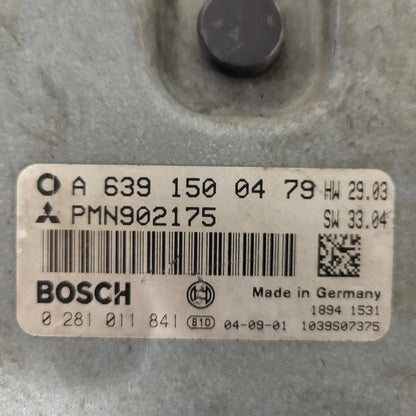 A 639 150 04 79 HW 29.03
PMN902175 SW 33.04
BOSCH Made in Germany
1894 1531
0 281 011 841 B10 04-09-01 1039S07375